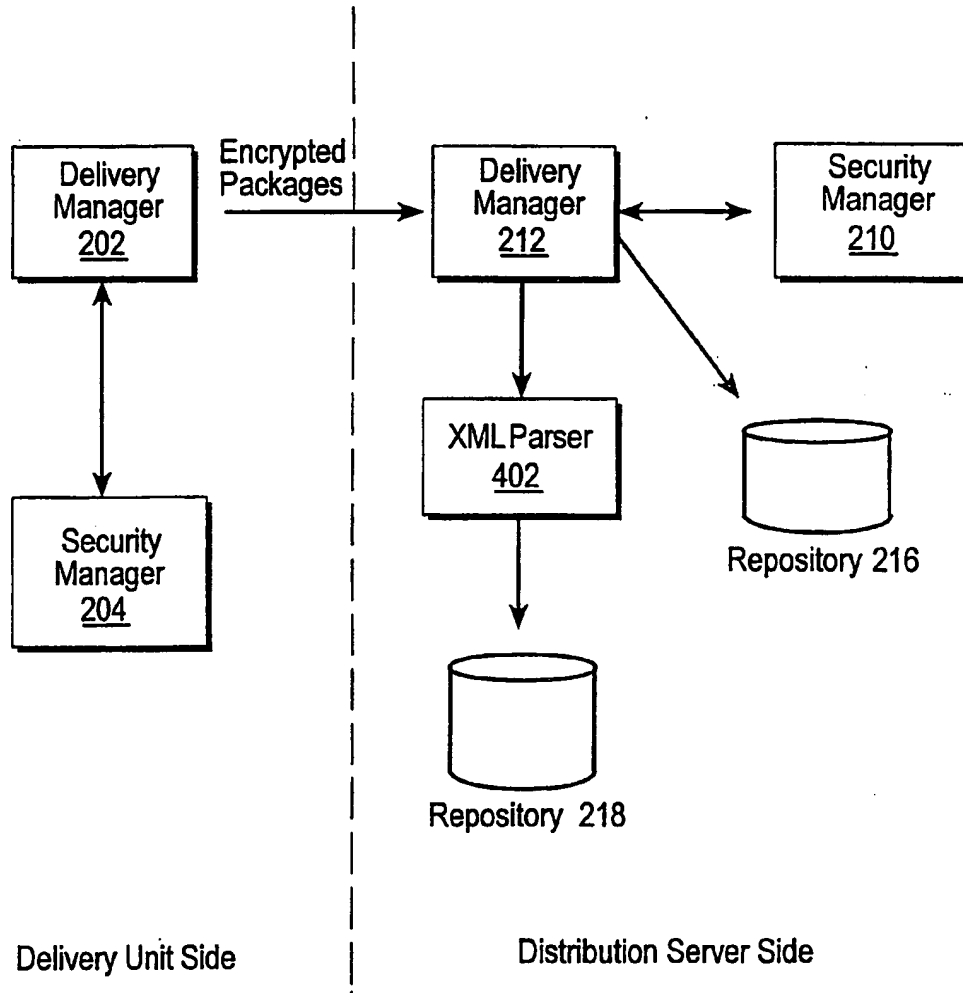 Delivery
Manager
202
Encrypted
Packages
Delivery
Manager
212
Security
Manager
210
XML Parser
402
Security
Manager
204
Repository 216
Repository 218
Delivery Unit Side
Distribution Server Side